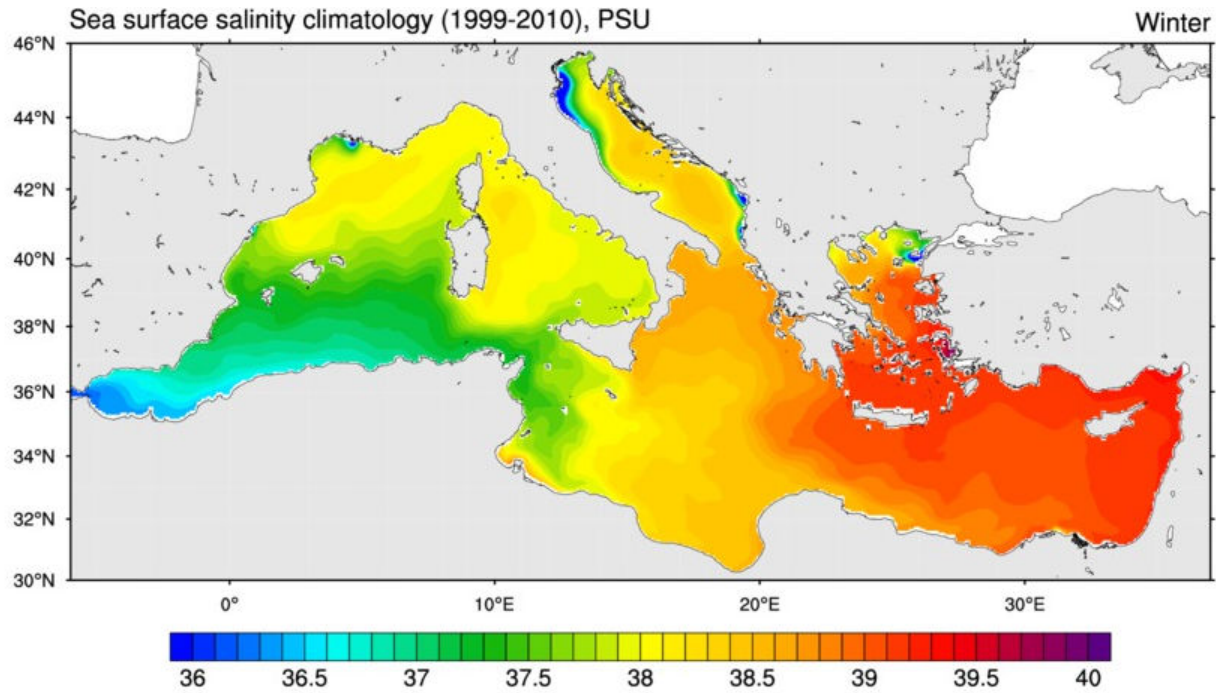 Sea surface salinity climatology (1999-2010), PSU Winter
46°N
44°N
42°N
40°N
38°N
36°N
34°N
32°N
30°N
0° 10°E 20°E 30°E
36 36.5 37 37.5 38 38.5 39 39.5 40